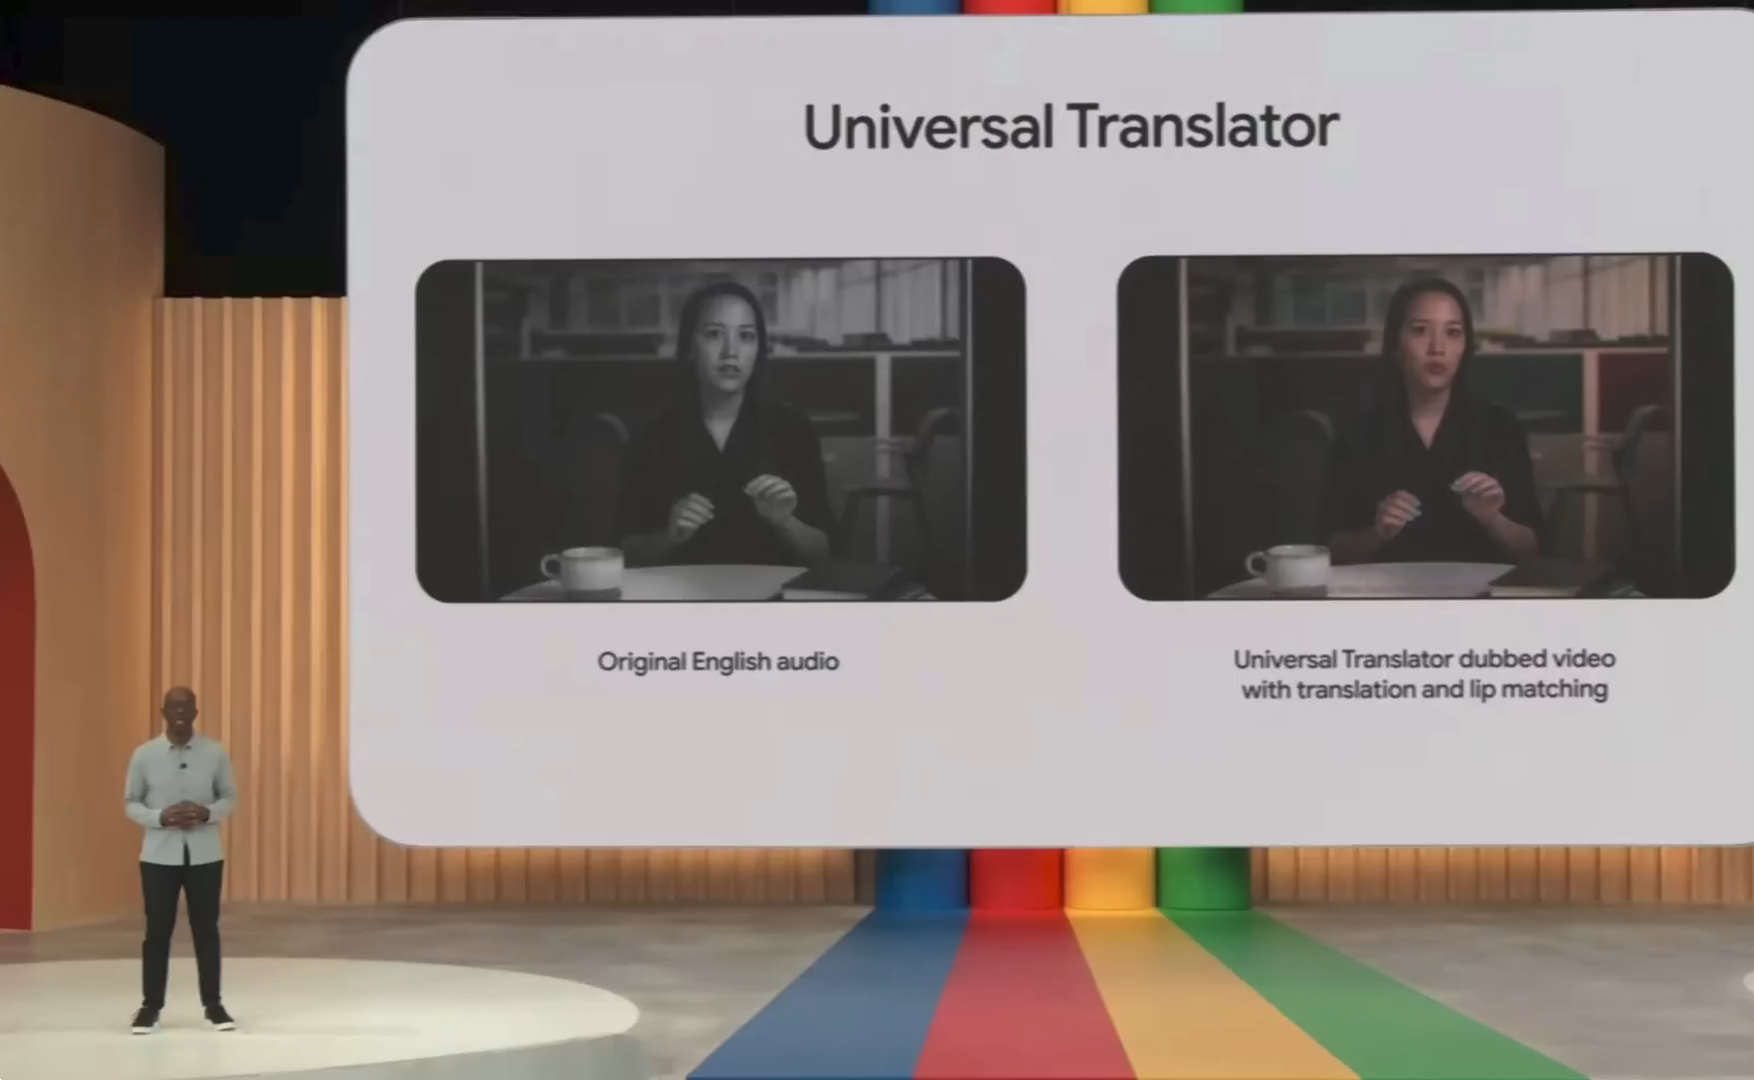 Universal Translator
Original English audio
Universal Translator dubbed video
with translation and lip matching